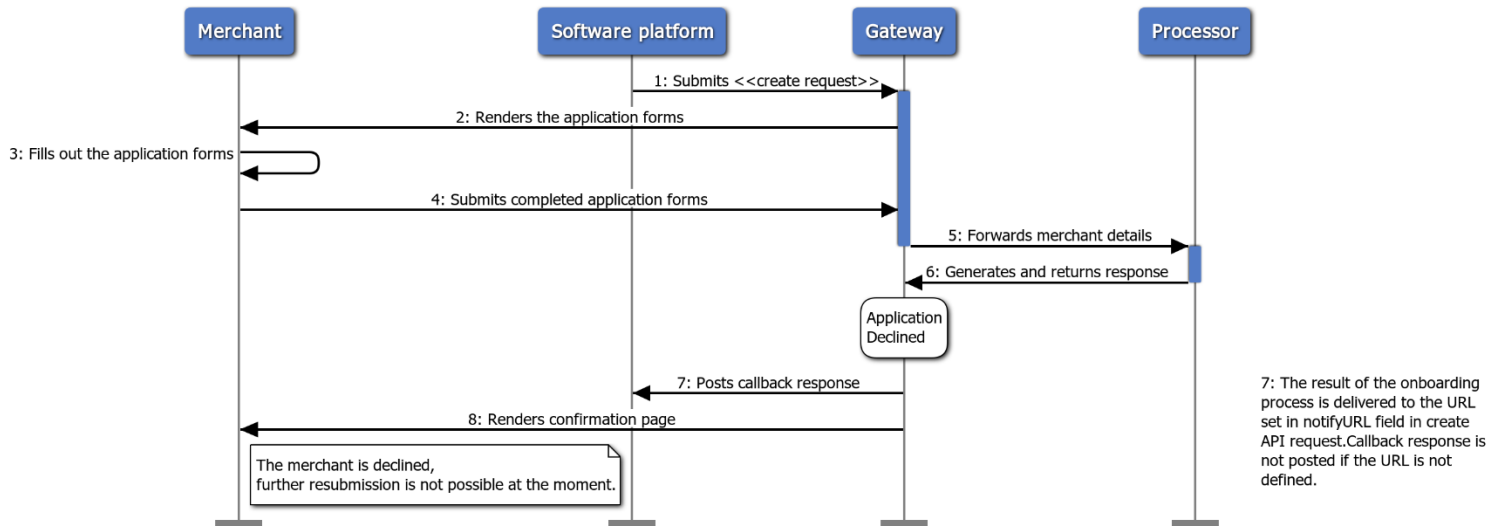 Merchant
Software platform
Gateway
Processor
1: Submits <<create request>>
2: Renders the application forms
3: Fills out the application forms
4: Submits completed application forms
5: Forwards merchant details
6: Generates and returns response
Application
Declined
7: Posts callback response
8: Renders confirmation page
The merchant is declined,
further resubmission is not possible at the moment.
7: The result of the onboarding
process is delivered to the URL
set in notifyURL field in create
API request.Callback response is
not posted if the URL is not
defined.